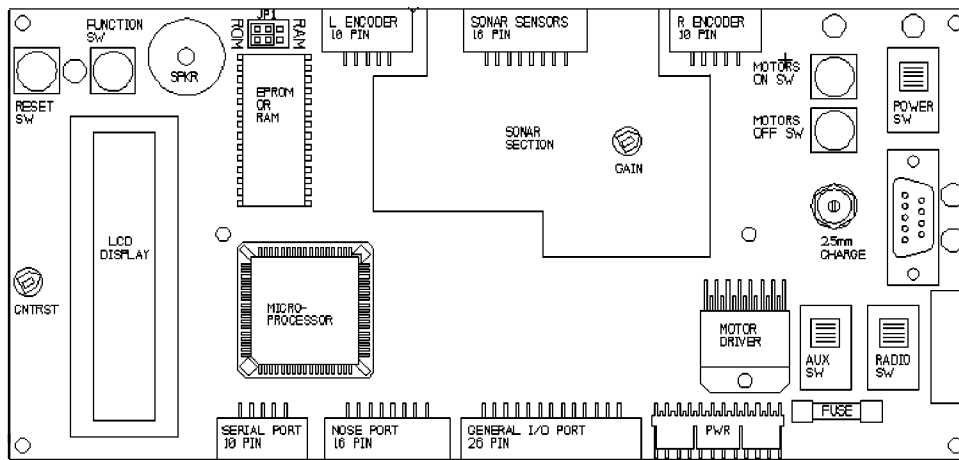 FUNCTION
SW
JP1
ROM
RAM
L ENCODER
10 PIN
SONAR SENSORS
16 PIN
R ENCODER
10 PIN
SPKR
RESET
SW
EPROM
OR
RAM
MOTORS
ON SW
MOTORS
OFF SW
POWER
SW
SONAR
SECTION
GAIN
LCD
DISPLAY
2.5mm
CHARGE
CNTRST
MICRO-
PROCESSOR
MOTOR
DRIVER
AUX
SW
RADIO
SW
FUSE
SERIAL PORT
10 PIN
NOSE PORT
16 PIN
GENERAL I/O PORT
26 PIN
PWR